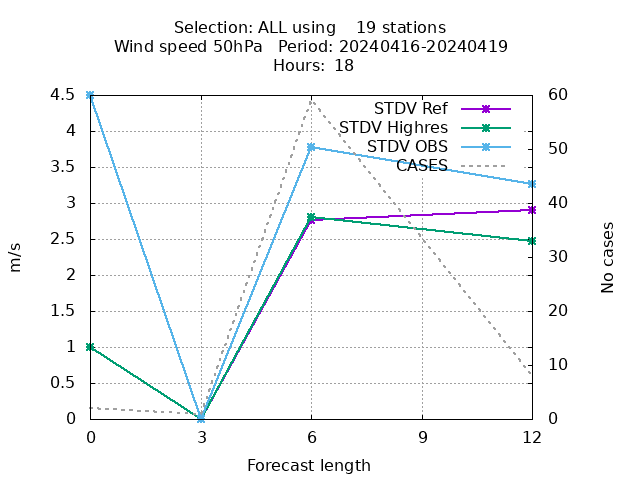 Selection: ALL using    19 stations
Wind speed 50hPa   Period: 20240416-20240419
Hours: 18
4.5
4
3.5
3
2.5
2
1.5
1
0.5
0
60
50
40
30
20
10
0
STDV Ref
STDV Highres
STDV OBS
CASES
m/s
No cases
0 3 6 9 12
Forecast length